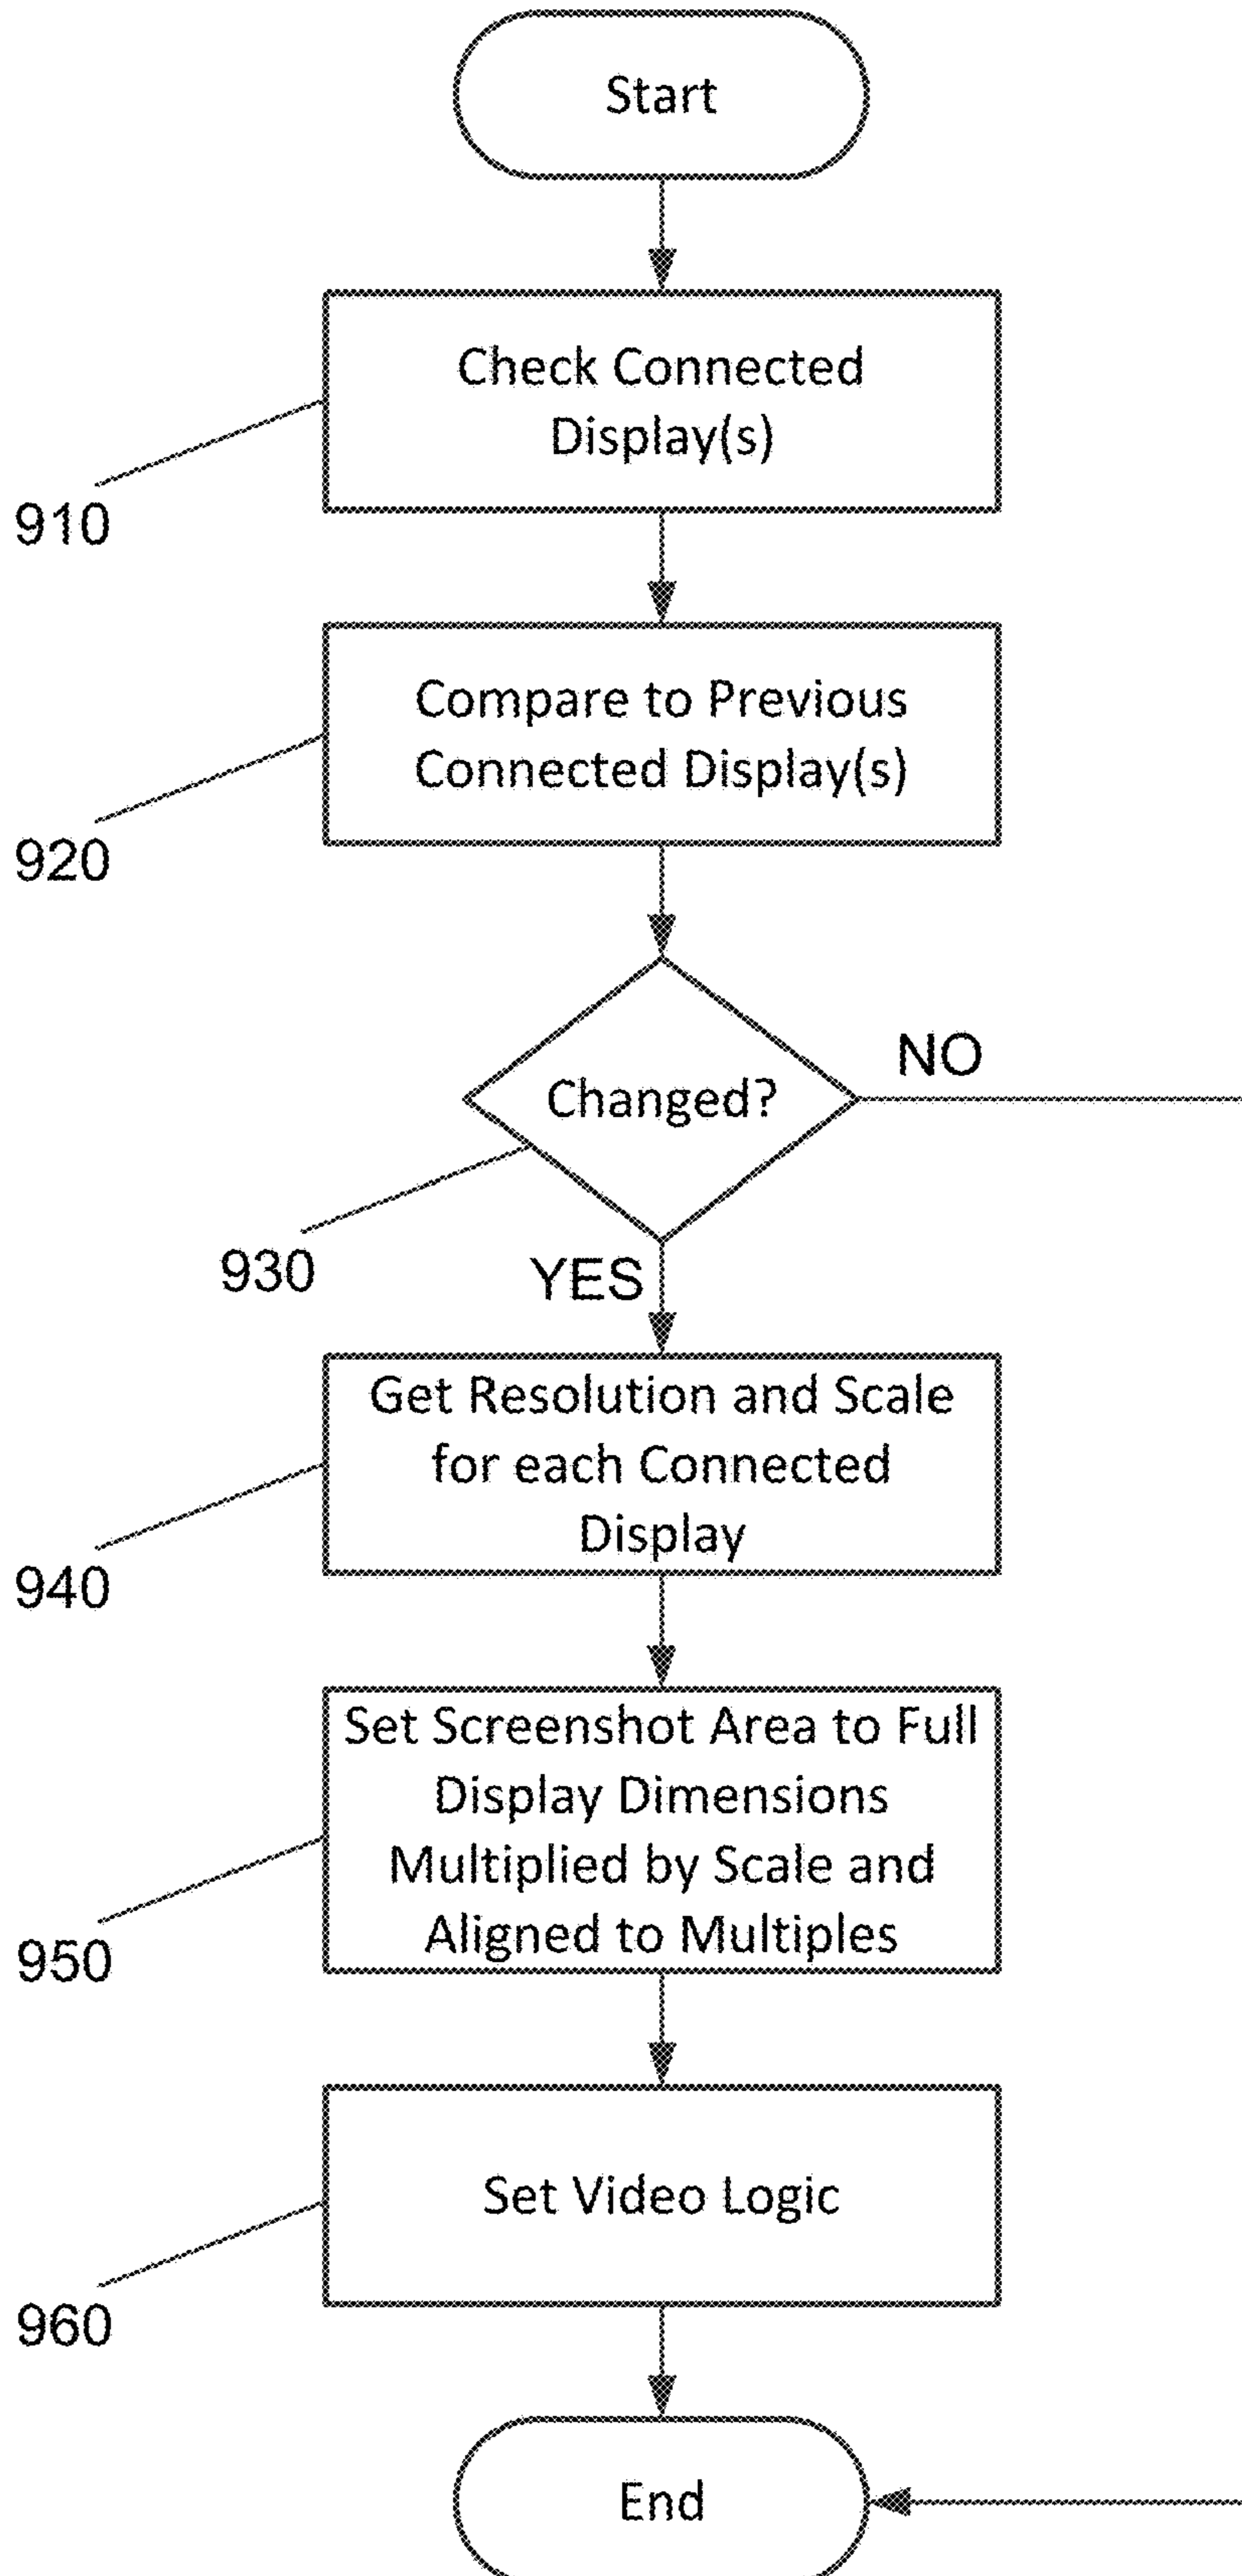 Start
Check Connected
Display(s)
910
Compare to Previous
Connected Display(s)
920
Changed?
NO
930
YES
Get Resolution and Scale
for each Connected
Display
940
Set Screenshot Area to Full
Display Dimensions
Multiplied by Scale and
Aligned to Multiples
950
Set Video Logic
960
End